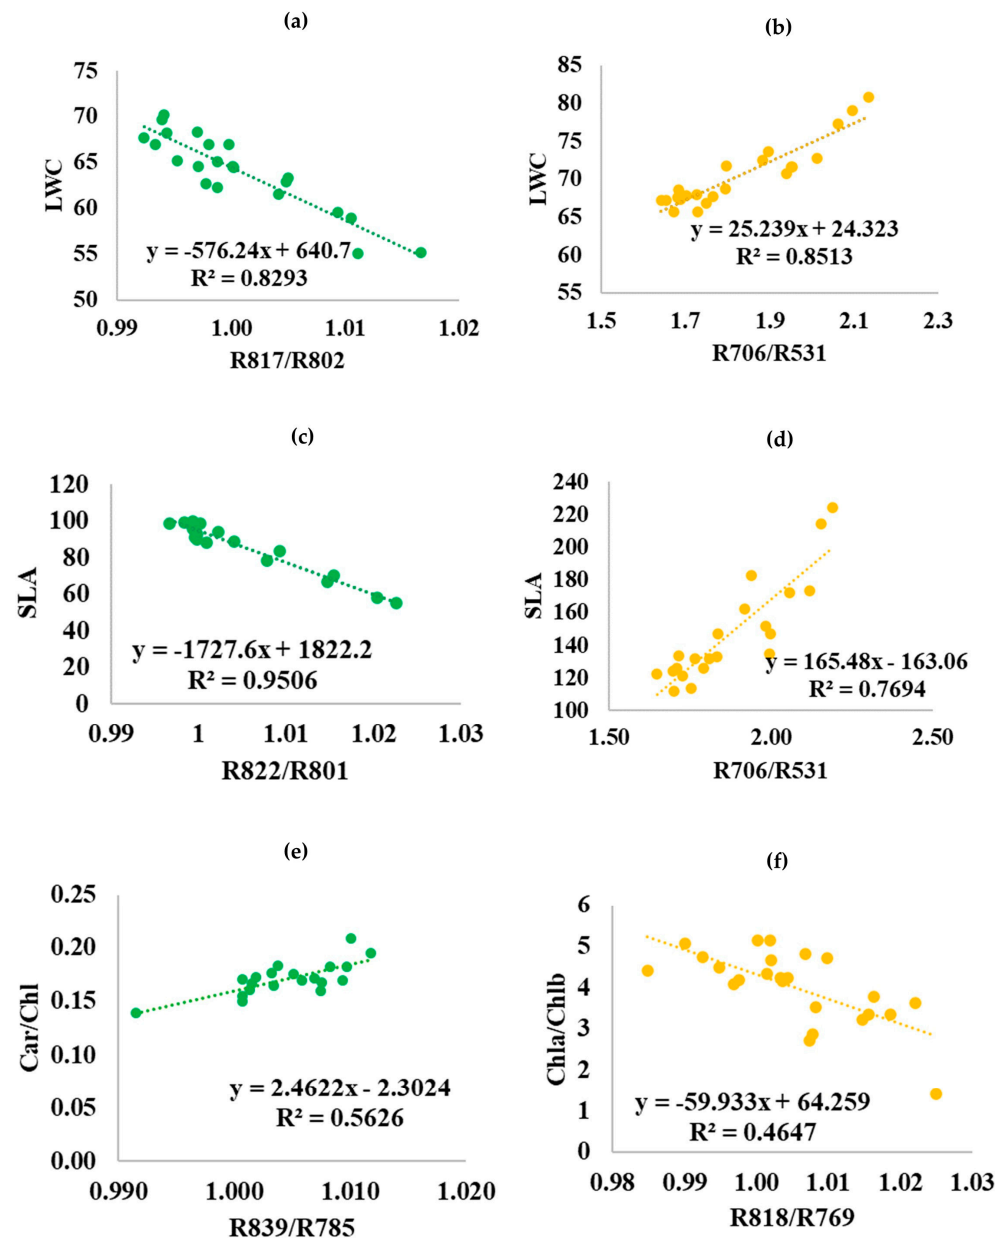 (a)
75
70
65
60
55
50
LWC
y = -576.24x + 640.7
R² = 0.8293
0.99 1.00 1.01 1.02
R817/R802
(b)
85
80
75
70
65
60
55
LWC
y = 25.239x + 24.323
R² = 0.8513
1.5 1.7 1.9 2.1 2.3
R706/R531
(c)
120
100
80
60
40
20
0
SLA
y = -1727.6x + 1822.2
R² = 0.9506
0.99 1 1.01 1.02 1.03
R822/R801
(d)
240
220
200
180
160
140
120
100
SLA
y = 165.48x - 163.06
R² = 0.7694
1.50 2.00 2.50
R706/R531
(e)
0.25
0.20
0.15
0.10
0.05
0.00
Car/Chl
y = 2.4622x - 2.3024
R² = 0.5626
0.990 1.000 1.010 1.020
R839/R785
(f)
6
5
4
3
2
1
0
Chla/Chlb
y = -59.933x + 64.259
R² = 0.4647
0.98 0.99 1.00 1.01 1.02 1.03
R818/R769